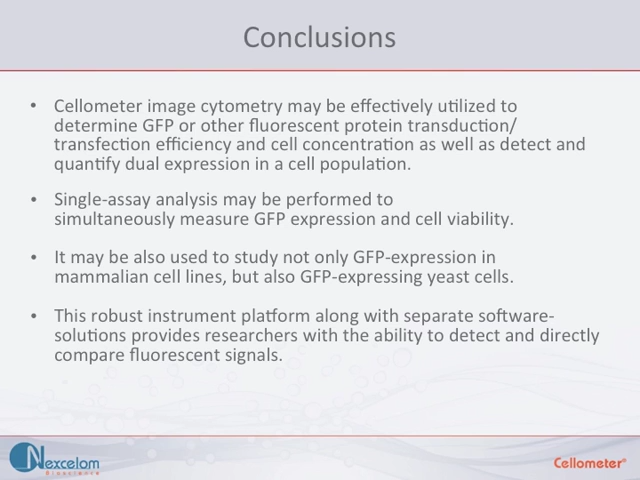 Conclusions
• Cellometer image cytometry may be effectively utilized to
determine GFP or other fluorescent protein transduction/
transfection efficiency and cell concentration as well as detect and
quantify dual expression in a cell population.
• Single-assay analysis may be performed to
simultaneously measure GFP expression and cell viability.
• It may be also used to study not only GFP-expression in
mammalian cell lines, but also GFP-expressing yeast cells.
• This robust instrument platform along with separate software-
solutions provides researchers with the ability to detect and directly
compare fluorescent signals.
Nexcelom
Bioscience
Cellometer®